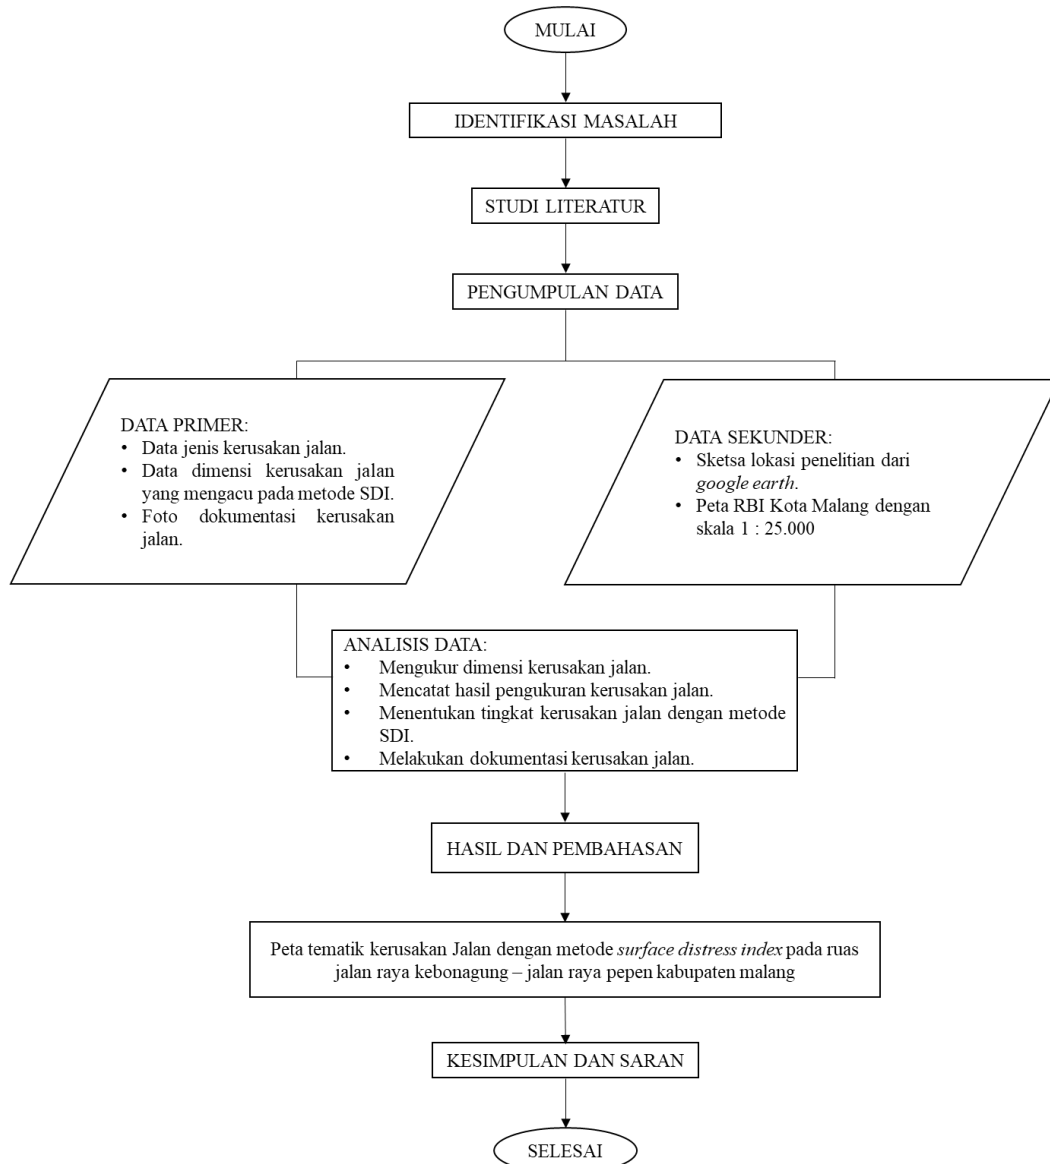 MULAI
IDENTIFIKASI MASALAH
STUDI LITERATUR
PENGUMPULAN DATA
DATA PRIMER:
• Data jenis kerusakan jalan.
• Data dimensi kerusakan jalan
yang mengacu pada metode SDI.
• Foto dokumentasi kerusakan
jalan.
DATA SEKUNDER:
• Sketsa lokasi penelitian dari
google earth.
• Peta RBI Kota Malang dengan
skala 1 : 25.000
ANALISIS DATA:
• Mengukur dimensi kerusakan jalan.
• Mencatat hasil pengukuran kerusakan jalan.
• Menentukan tingkat kerusakan jalan dengan metode
SDI.
• Melakukan dokumentasi kerusakan jalan.
HASIL DAN PEMBAHASAN
Peta tematik kerusakan Jalan dengan metode surface distress index pada ruas
jalan raya kebonagung – jalan raya pepen kabupaten malang
KESIMPULAN DAN SARAN
SELESAI